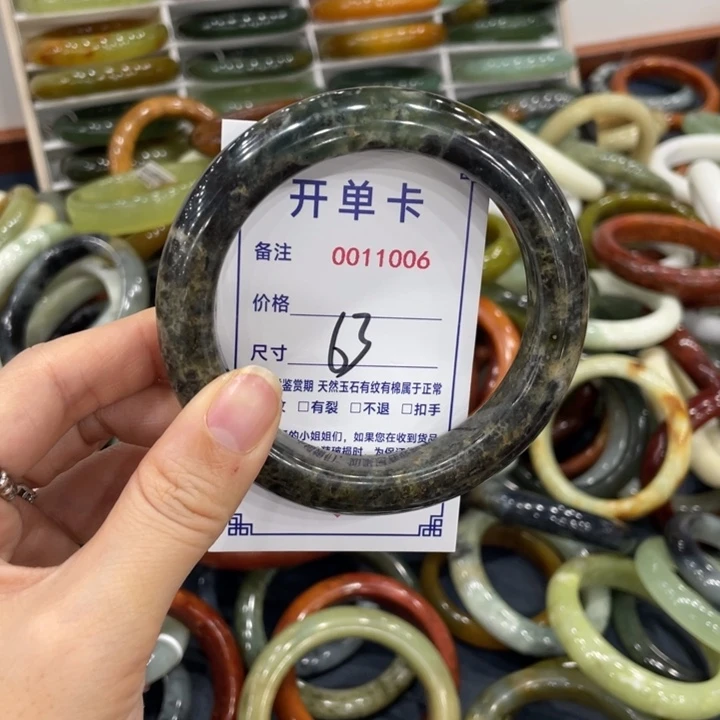 开单卡
备注 0011006
价格
尺寸 63
鉴赏期 天然玉石有纹有棉属于正常
□有裂 □不退 □扣手
的小姐姐们，如果您在收到货品